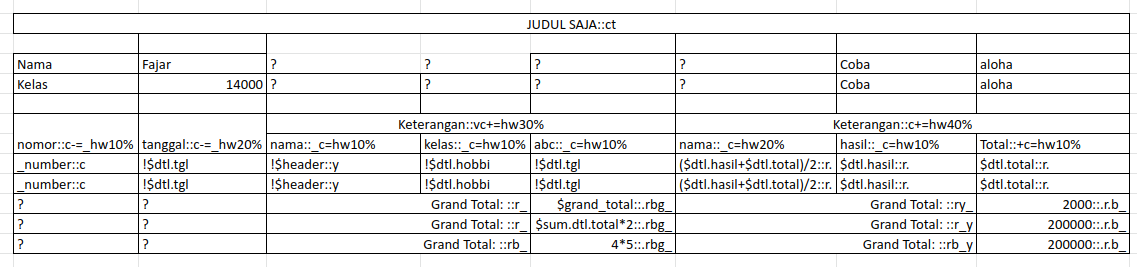 JUDUL SAJA::ct
Nama Fajar ? ? ? ? Coba aloha
Kelas 14000 ? ? ? ? Coba aloha
Keterangan::vc+=hw30% Keterangan::c+=hw40%
nomor::c-=_hw10% tanggal::c-=_hw20% nama::_c=hw10% kelas::_c=hw10% abc::_c=hw10% nama::_c=hw20% hasil::_c=hw10% Total::+c=hw10%
_number::c !$dtl.tgl !$header::y !$dtl.hobbi !$dtl.tgl ($dtl.hasil+$dtl.total)/2::r. $dtl.hasil::r. $dtl.total::r.
_number::c !$dtl.tgl !$header::y !$dtl.hobbi !$dtl.tgl ($dtl.hasil+$dtl.total)/2::r. $dtl.hasil::r. $dtl.total::r.
? ? Grand Total: ::r_ $grand_total::.rbg_ Grand Total: ::ry_ 2000::.r.b_
? ? Grand Total: ::r_ $sum.dtl.total*2::.rbg_ Grand Total: ::r_y 200000::.r.b_
? ? Grand Total: ::rb_ 4*5::.rbg_ Grand Total: ::rb_y 200000::.r.b_